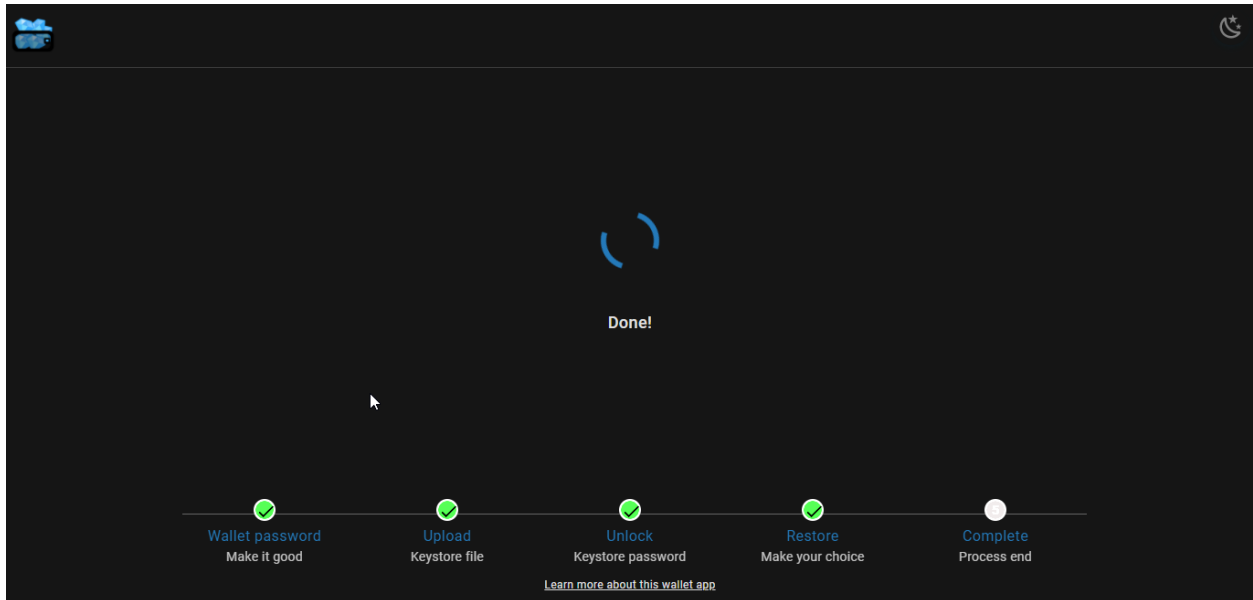 Done!
5
Wallet password
Make it good
Upload
Keystore file
Unlock
Keystore password
Restore
Make your choice
Complete
Process end
Learn more about this wallet app